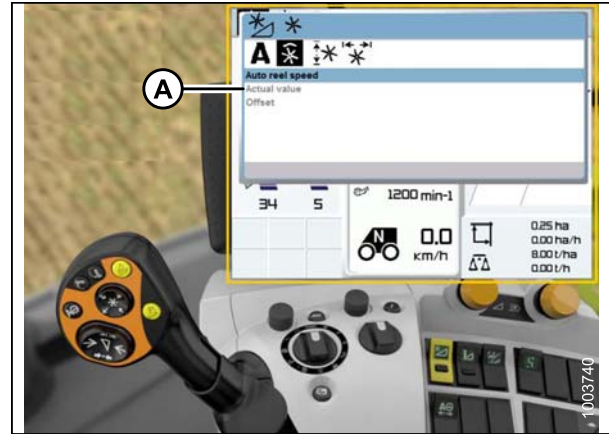 A
Auto reel speed
Actual value
Offset
A
34
5
1200 min-1
N
0.0
km/h
0.25 ha
0.00 ha/h
8.00 t/ha
0.00 t/h
1003740